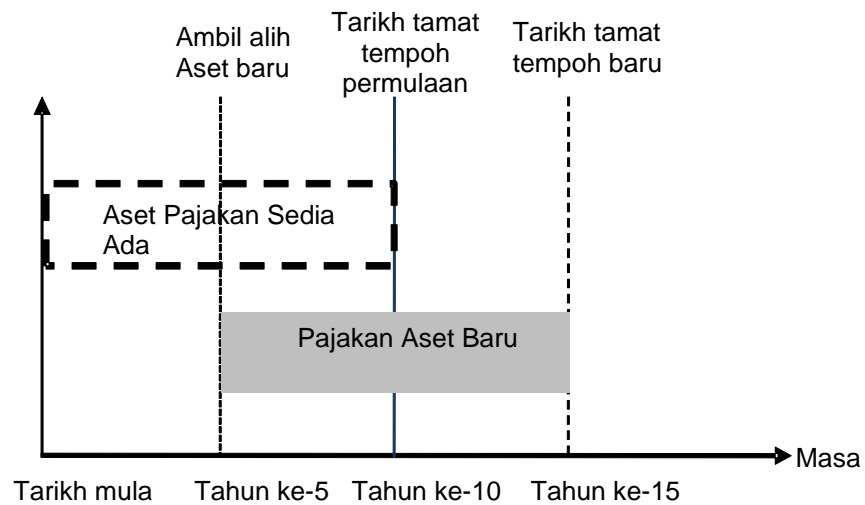 Ambil alih
Aset baru
Tarikh tamat
tempoh
permulaan
Tarikh tamat
tempoh baru
Aset Pajakan Sedia
Ada
Pajakan Aset Baru
Masa
Tarikh mula
Tahun ke-5
Tahun ke-10
Tahun ke-15